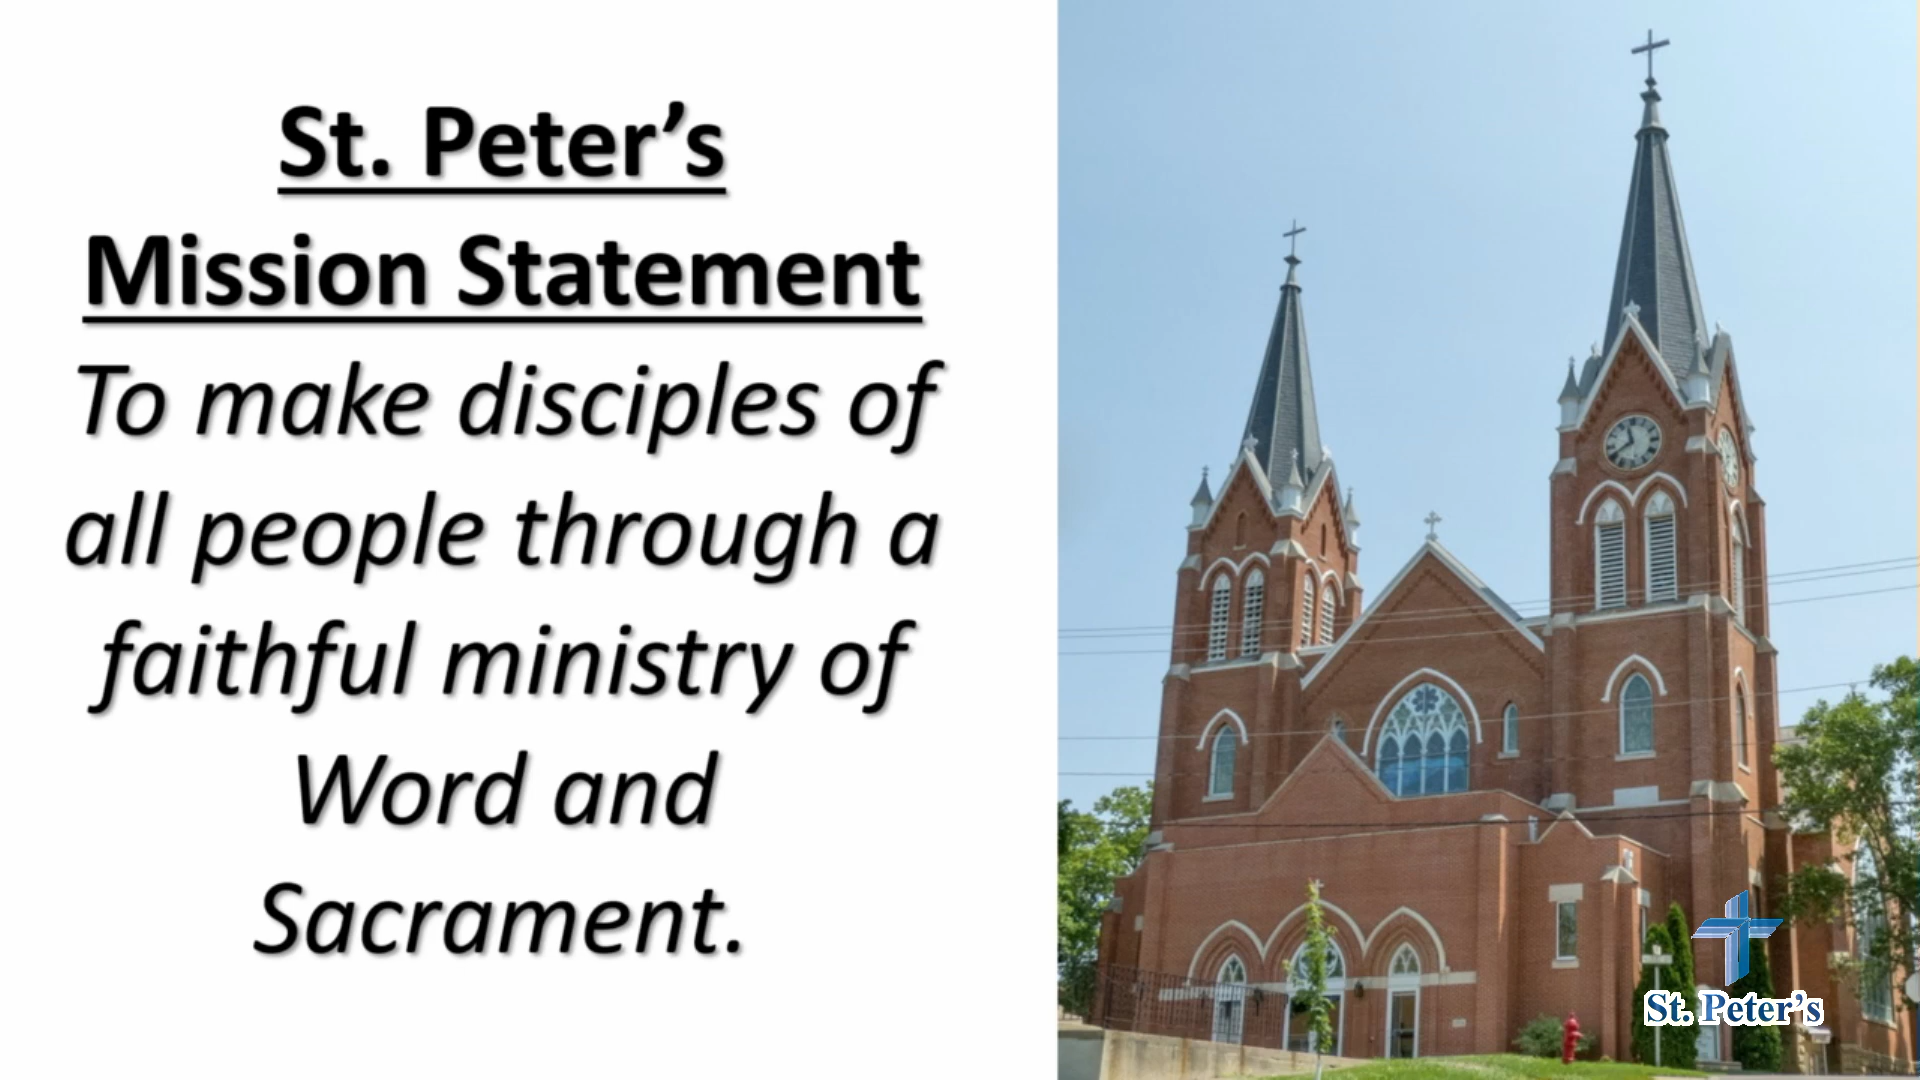 St. Peter’s
Mission Statement
To make disciples of
all people through a
faithful ministry of
Word and
Sacrament.
St. Peter’s